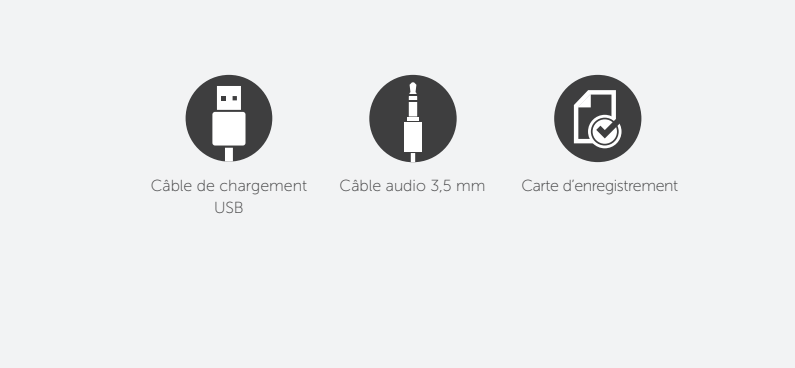 Câble de chargement
USB
Câble audio 3,5 mm
Carte d'enregistrement